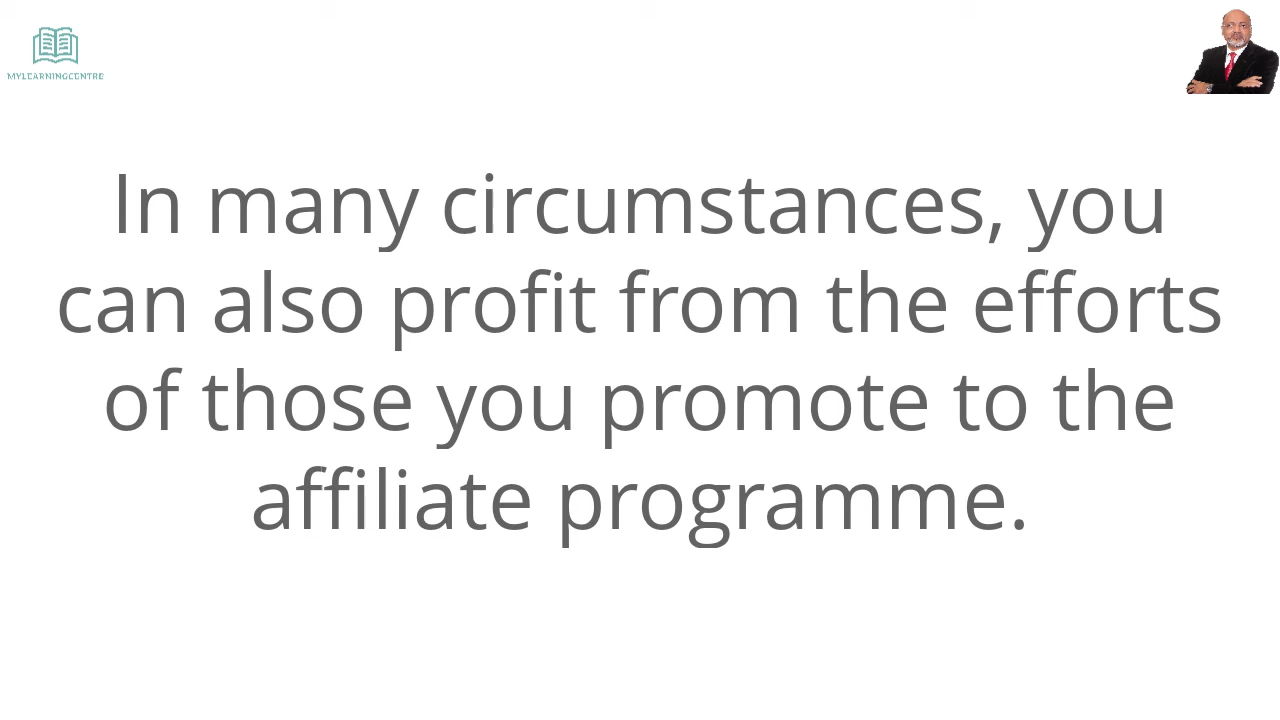 MYLEARNINGCENTRE
In many circumstances, you
can also profit from the efforts
of those you promote to the
affiliate programme.